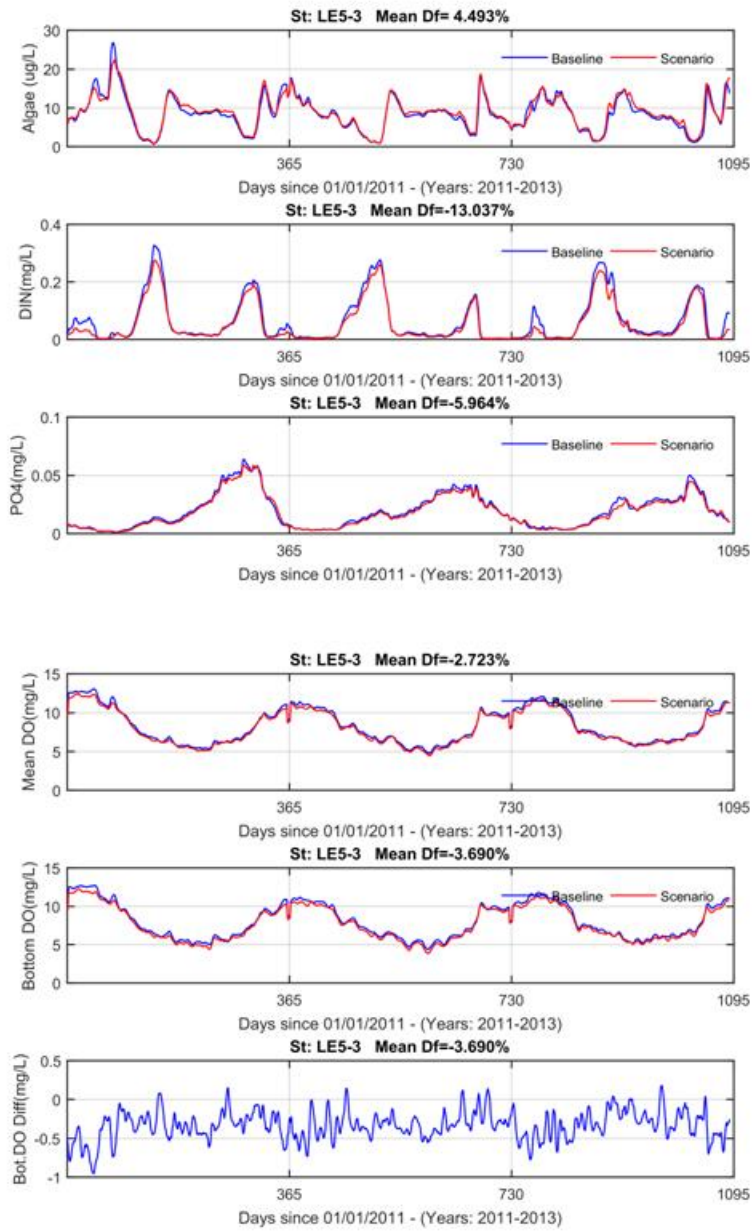 St: LE5-3 Mean Df= 4.493%
30
20
10
0
Algae (ug/L)
Baseline Scenario
365 730 1095
Days since 01/01/2011 - (Years: 2011-2013)
St: LE5-3 Mean Df=-13.037%
0.4
0.2
0
DIN(mg/L)
Baseline Scenario
365 730 1095
Days since 01/01/2011 - (Years: 2011-2013)
St: LE5-3 Mean Df=-5.964%
0.1
0.05
0
PO4(mg/L)
Baseline Scenario
365 730 1095
Days since 01/01/2011 - (Years: 2011-2013)
St: LE5-3 Mean Df=-2.723%
15
10
5
0
Mean DO(mg/L)
Baseline Scenario
365 730 1095
Days since 01/01/2011 - (Years: 2011-2013)
St: LE5-3 Mean Df=-3.690%
15
10
5
0
Bottom DO(mg/L)
Baseline Scenario
365 730 1095
Days since 01/01/2011 - (Years: 2011-2013)
St: LE5-3 Mean Df=-3.690%
0.5
0
-0.5
-1
Bot.DO Diff(mg/L)
365 730 1095
Days since 01/01/2011 - (Years: 2011-2013)